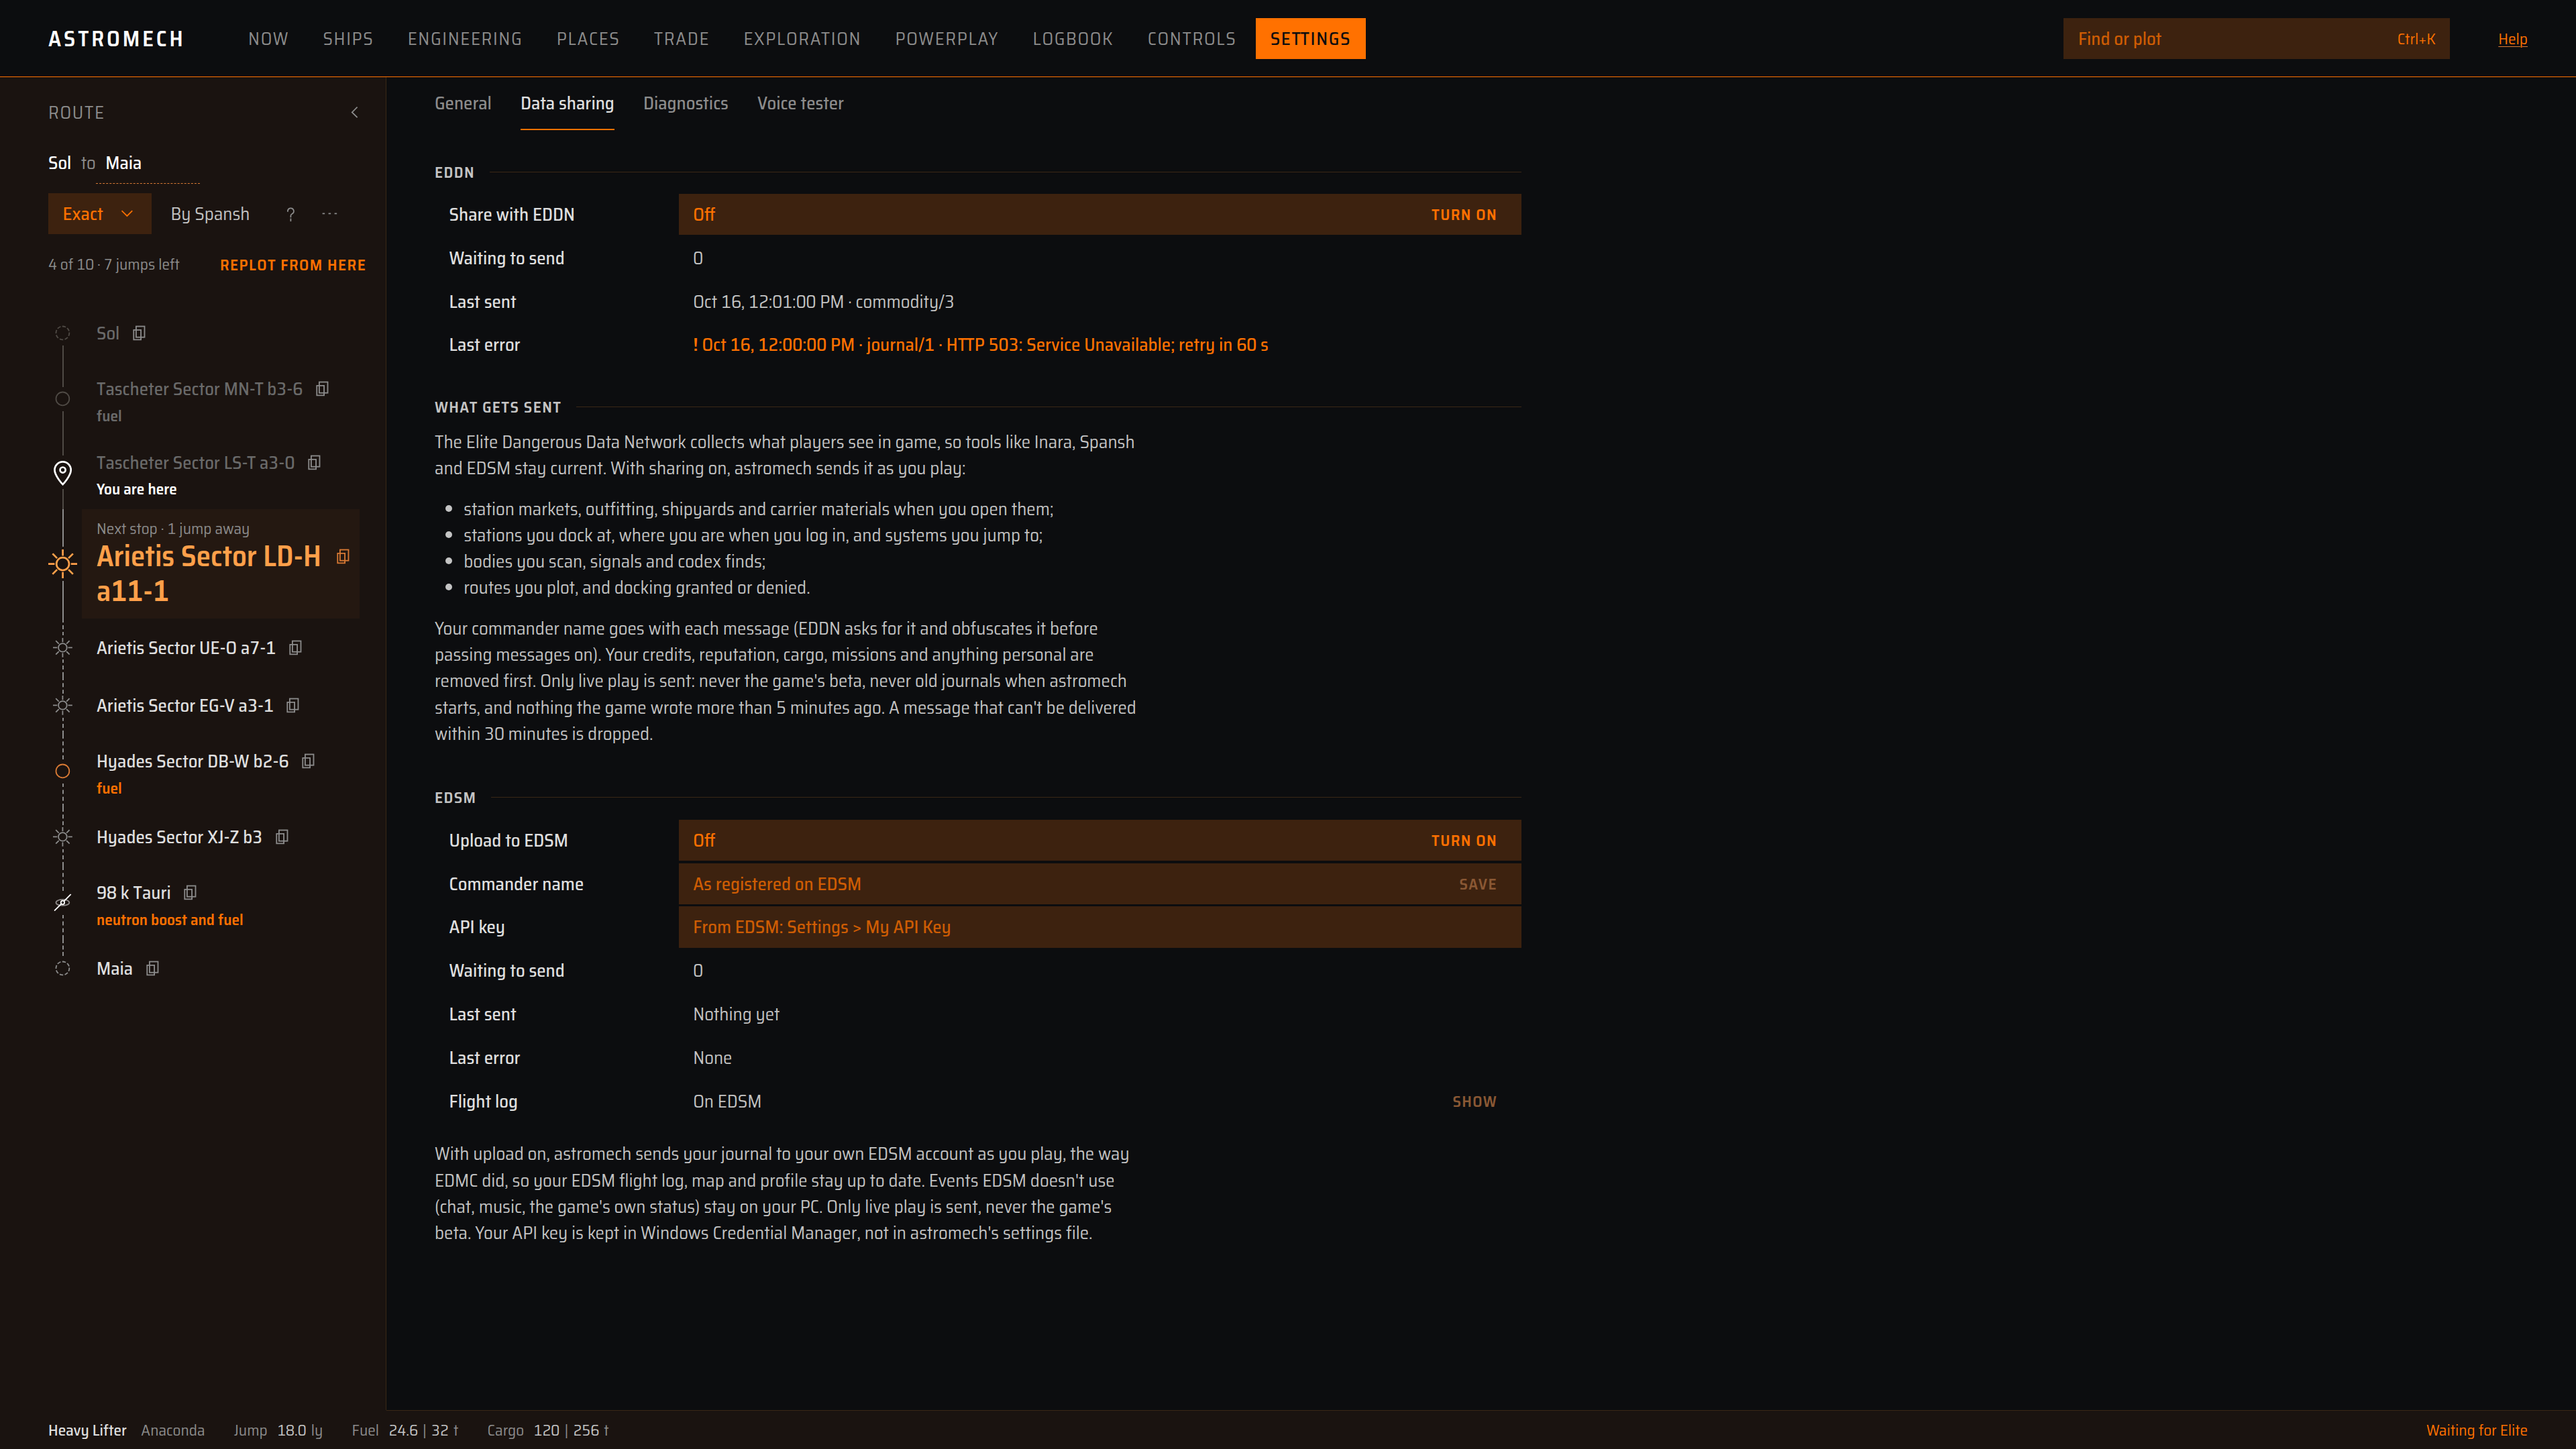 ASTROMECH NOW SHIPS ENGINEERING PLACES TRADE EXPLORATION POWERPLAY LOGBOOK CONTROLS SETTINGS Find or plot Ctrl+K Help
ROUTE
Sol to Maia
Exact By Spansh ? ...
4 of 10 · 7 jumps left REPLOT FROM HERE
Sol
Tascheter Sector MN-T b3-6
fuel
Tascheter Sector LS-T a3-0
You are here
Next stop · 1 jump away
Arietis Sector LD-H
a11-1
Arietis Sector UE-O a7-1
Arietis Sector EG-V a3-1
Hyades Sector DB-W b2-6
fuel
Hyades Sector XJ-Z b3
98 k Tauri
neutron boost and fuel
Maia
General Data sharing Diagnostics Voice tester
EDDN
Share with EDDN Off TURN ON
Waiting to send 0
Last sent Oct 16, 12:01:00 PM · commodity/3
Last error ! Oct 16, 12:00:00 PM · journal/1 · HTTP 503: Service Unavailable; retry in 60 s
WHAT GETS SENT
The Elite Dangerous Data Network collects what players see in game, so tools like Inara, Spansh
and EDSM stay current. With sharing on, astromech sends it as you play:
• station markets, outfitting, shipyards and carrier materials when you open them;
• stations you dock at, where you are when you log in, and systems you jump to;
• bodies you scan, signals and codex finds;
• routes you plot, and docking granted or denied.
Your commander name goes with each message (EDDN asks for it and obfuscates it before
passing messages on). Your credits, reputation, cargo, missions and anything personal are
removed first. Only live play is sent: never the game's beta, never old journals when astromech
starts, and nothing the game wrote more than 5 minutes ago. A message that can't be delivered
within 30 minutes is dropped.
EDSM
Upload to EDSM Off TURN ON
Commander name As registered on EDSM SAVE
API key From EDSM: Settings > My API Key
Waiting to send 0
Last sent Nothing yet
Last error None
Flight log On EDSM SHOW
With upload on, astromech sends your journal to your own EDSM account as you play, the way
EDMC did, so your EDSM flight log, map and profile stay up to date. Events EDSM doesn't use
(chat, music, the game's own status) stay on your PC. Only live play is sent, never the game's
beta. Your API key is kept in Windows Credential Manager, not in astromech's settings file.
Heavy Lifter Anaconda Jump 18.0 ly Fuel 24.6 | 32 t Cargo 120 | 256 t Waiting for Elite